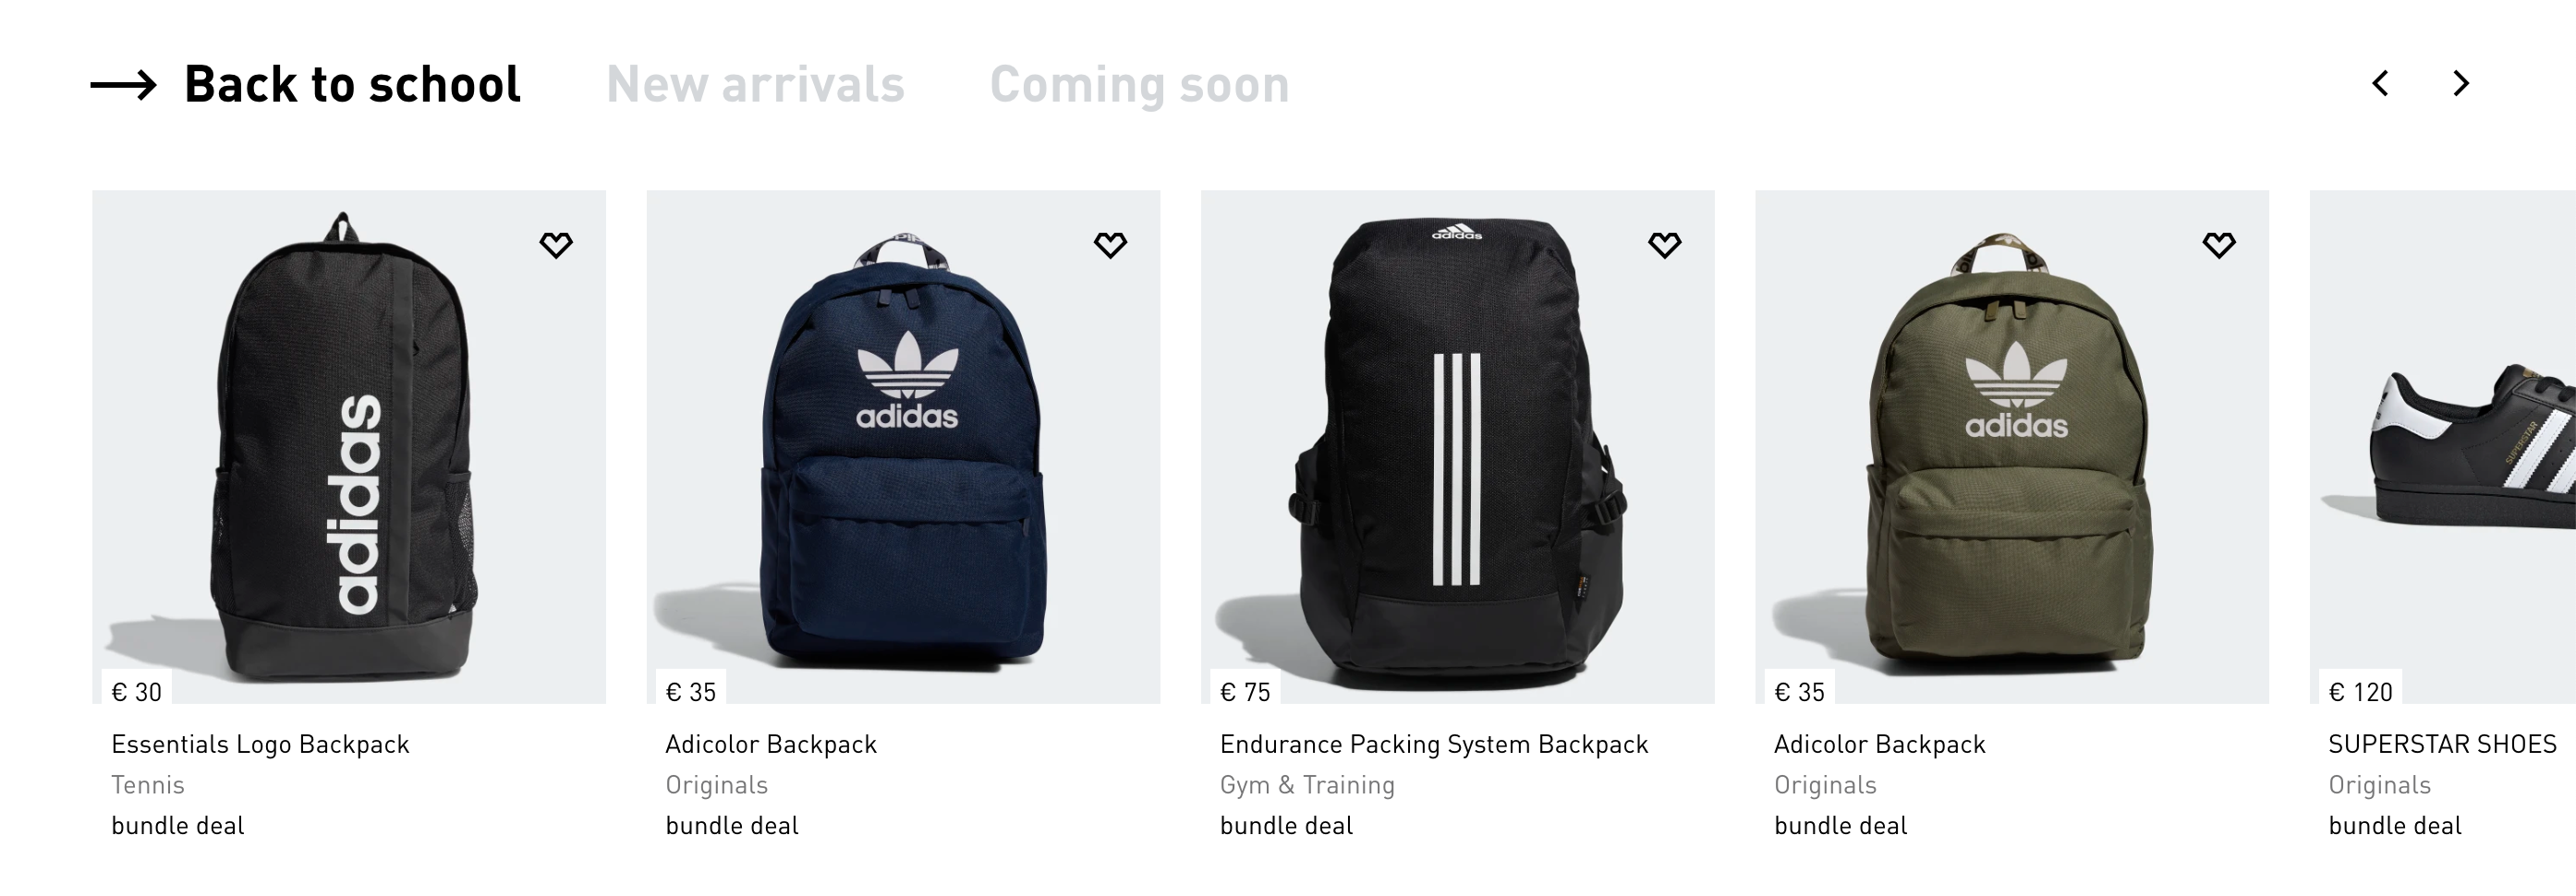 Back to school
New arrivals
Coming soon
adidas
adidas
adidas
adidas
SUPERSTAR
€ 30
€ 35
€ 75
€ 35
€ 120
Essentials Logo Backpack
Tennis
bundle deal
Adicolor Backpack
Originals
bundle deal
Endurance Packing System Backpack
Gym & Training
bundle deal
Adicolor Backpack
Originals
bundle deal
SUPERSTAR SHOES
Originals
bundle deal